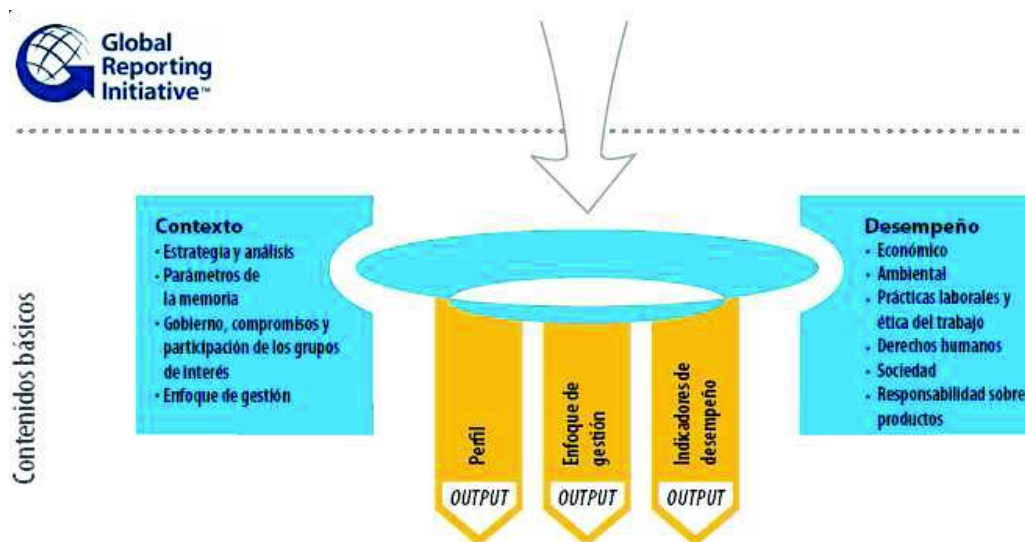 Global
Reporting
Initiative™
Contenidos básicos
Contexto
• Estrategia y análisis
• Parámetros de
la memoria
• Gobierno, compromisos y
participación de los grupos
de interés
• Enfoque de gestión
Perfil
OUTPUT
Enfoque de
gestión
OUTPUT
Indicadores de
desempeño
OUTPUT
Desempeño
• Económico
• Ambiental
• Prácticas laborales y
ética del trabajo
• Derechos humanos
• Sociedad
• Responsabilidad sobre
productos